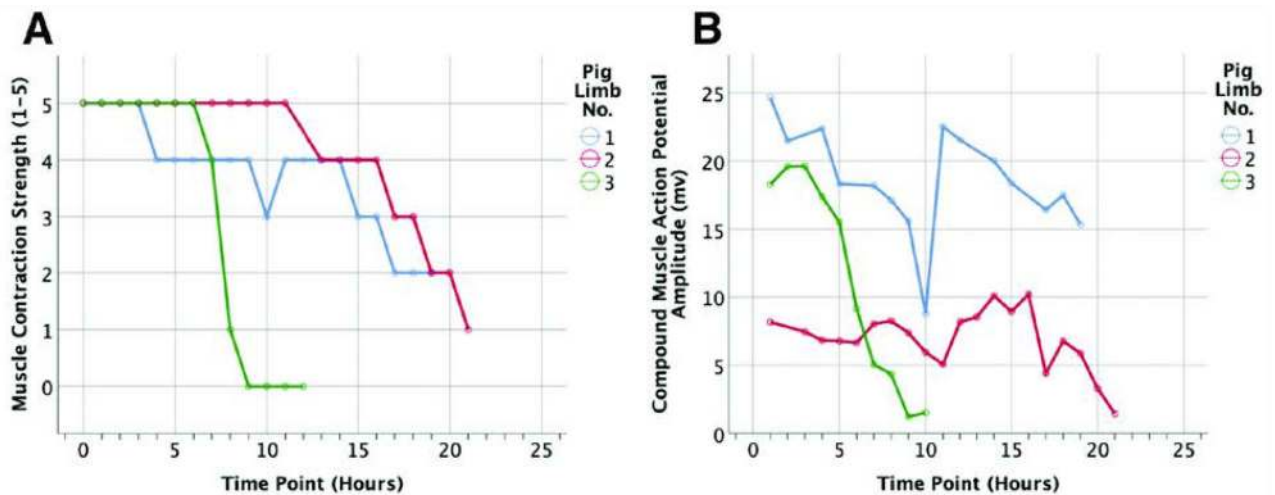 A
Muscle Contraction Strength (1-5)
5
4
3
2
1
0
0 5 10 15 20 25
Time Point (Hours)
Pig
Limb
No.
1
2
3
B
Compound Muscle Action Potential
Amplitude (mv)
25
20
15
10
5
0
0 5 10 15 20 25
Time Point (Hours)
Pig
Limb
No.
1
2
3